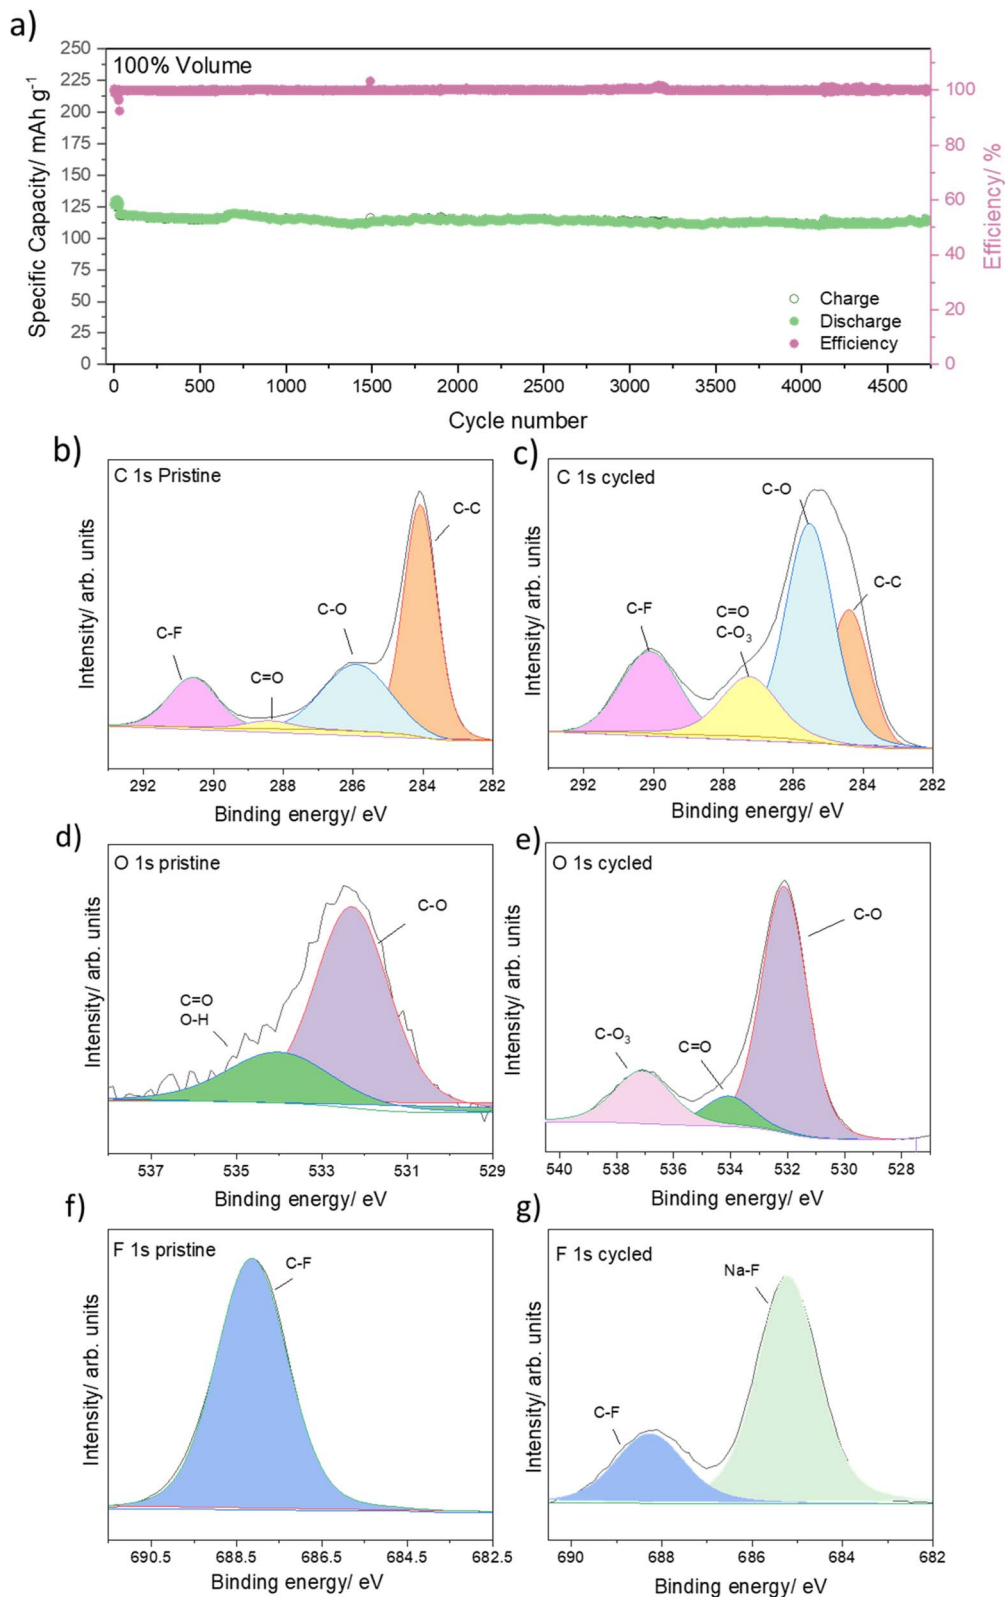 a)
100% Volume
Specific Capacity/ mAh g⁻¹
250
225
200
175
150
125
100
75
50
25
0
Efficiency/ %
100
80
60
40
20
0
Charge
Discharge
Efficiency
0 500 1000 1500 2000 2500 3000 3500 4000 4500
Cycle number
b)
C 1s Pristine
C-C
C-O
C-F
C=O
Intensity/ arb. units
292 290 288 286 284 282
Binding energy/ eV
c)
C 1s cycled
C-O
C-C
C=O
C-O₃
C-F
Intensity/ arb. units
292 290 288 286 284 282
Binding energy/ eV
d)
O 1s pristine
C-O
C=O
O-H
Intensity/ arb. units
537 535 533 531 529
Binding energy/ eV
e)
O 1s cycled
C-O
C-O₃
C=O
Intensity/ arb. units
540 538 536 534 532 530 528
Binding energy/ eV
f)
F 1s pristine
C-F
Intensity/ arb. units
690.5 688.5 686.5 684.5 682.5
Binding energy/ eV
g)
F 1s cycled
Na-F
C-F
Intensity/ arb. units
690 688 686 684 682
Binding energy/ eV